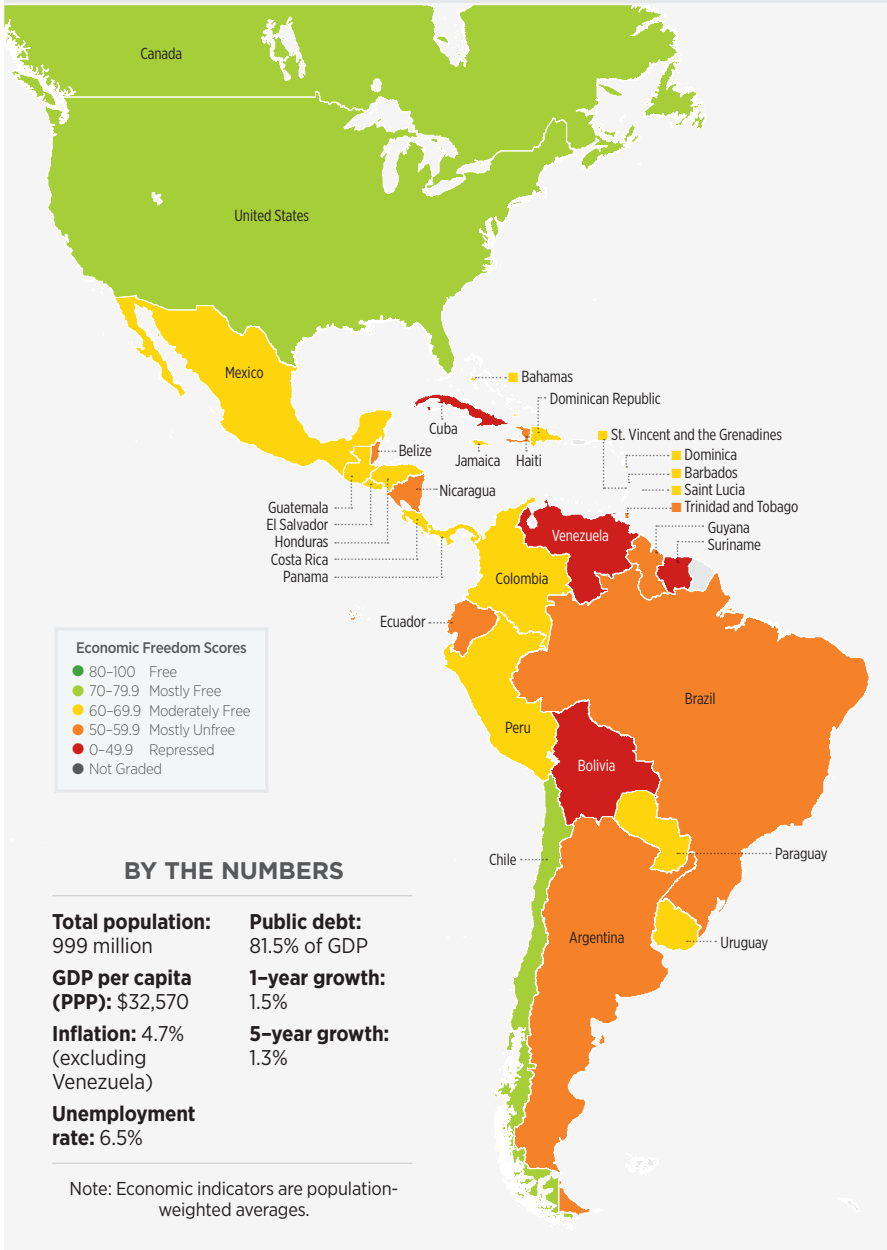 Canada
United States
Mexico
Bahamas
Dominican Republic
Cuba
St. Vincent and the Grenadines
Belize
Jamaica
Haiti
Dominica
Barbados
Nicaragua
Saint Lucia
Guatemala
Trinidad and Tobago
El Salvador
Guyana
Honduras
Venezuela
Suriname
Costa Rica
Panama
Colombia
Ecuador
Economic Freedom Scores
80–100 Free
70–79.9 Mostly Free
60–69.9 Moderately Free
50–59.9 Mostly Unfree
0–49.9 Repressed
Not Graded
Brazil
Peru
Bolivia
Chile
Paraguay
Argentina
Uruguay
BY THE NUMBERS
Total population:
999 million
GDP per capita
(PPP): $32,570
Inflation: 4.7%
(excluding
Venezuela)
Unemployment
rate: 6.5%
Public debt:
81.5% of GDP
1–year growth:
1.5%
5–year growth:
1.3%
Note: Economic indicators are population-
weighted averages.